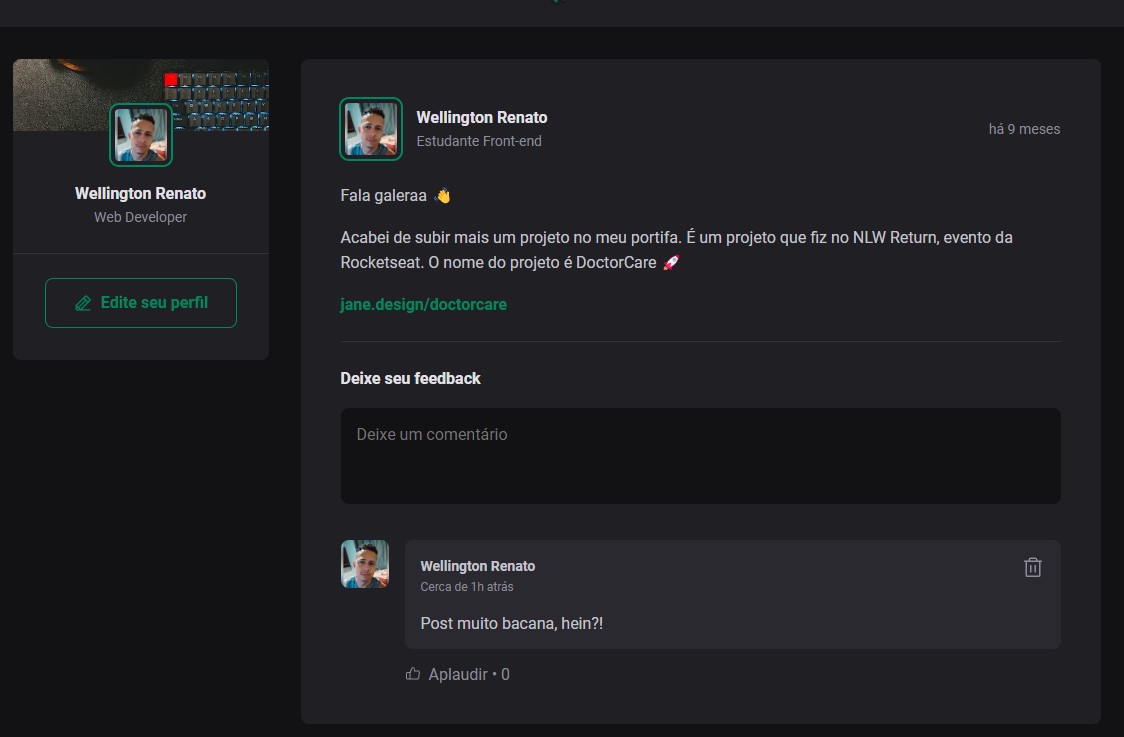 Wellington Renato
Web Developer
Edite seu perfil
Wellington Renato
Estudante Front-end
há 9 meses
Fala galeraa 👋
Acabei de subir mais um projeto no meu portifa. É um projeto que fiz no NLW Return, evento da
Rocketseat. O nome do projeto é DoctorCare 🚀
jane.design/doctorcare
Deixe seu feedback
Deixe um comentário
Wellington Renato
Cerca de 1h atrás
Post muito bacana, hein?!
Aplaudir • 0